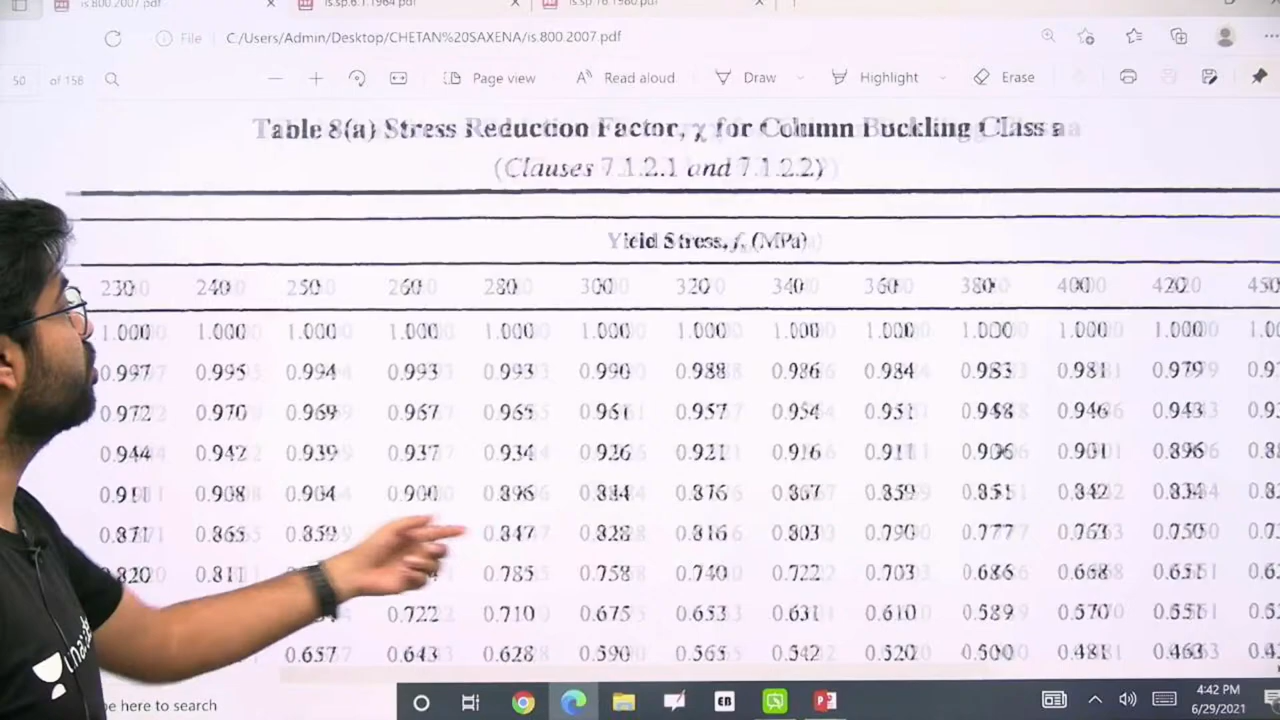 is.800.2007.pdf
is.sp.6.1.1964.pdf
is.sp.16.1980.pdf
File C:/Users/Admin/Desktop/CHETAN%20SAXENA/is.800.2007.pdf
50 of 158 Page view Read aloud Draw Highlight Erase
Table 8(a) Stress Reduction Factor, χ for Column Buckling Class a
(Clauses 7.1.2.1 and 7.1.2.2)
Yield Stress, fy (MPa)
230 240 250 260 280 300 320 340 360 380 400 420 450
1.000 1.000 1.000 1.000 1.000 1.000 1.000 1.000 1.000 1.000 1.000 1.000
0.997 0.995 0.994 0.993 0.993 0.990 0.988 0.986 0.984 0.983 0.981 0.979
0.972 0.970 0.969 0.967 0.965 0.961 0.957 0.954 0.951 0.948 0.946 0.943
0.944 0.942 0.939 0.937 0.934 0.926 0.921 0.916 0.911 0.906 0.901 0.896
0.911 0.908 0.904 0.900 0.896 0.884 0.876 0.867 0.859 0.851 0.842 0.834
0.871 0.865 0.859 0.847 0.828 0.816 0.803 0.790 0.777 0.763 0.750
0.820 0.811 0.785 0.758 0.740 0.722 0.703 0.686 0.668 0.651
0.722 0.710 0.675 0.653 0.631 0.610 0.589 0.570 0.551
0.657 0.643 0.628 0.590 0.565 0.542 0.520 0.500 0.481 0.463
here to search
4:42 PM
6/29/2021